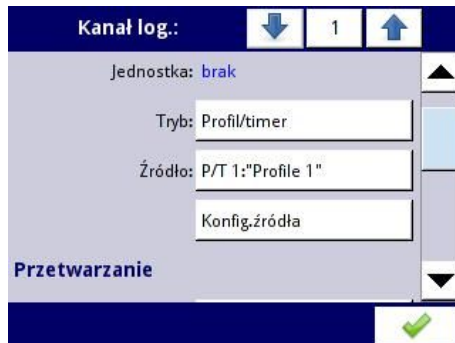 Kanał log.: 1
Jednostka: brak
Tryb: Profil/timer
Źródło: P/T 1:"Profile 1"
Konfig.źródła
Przetwarzanie